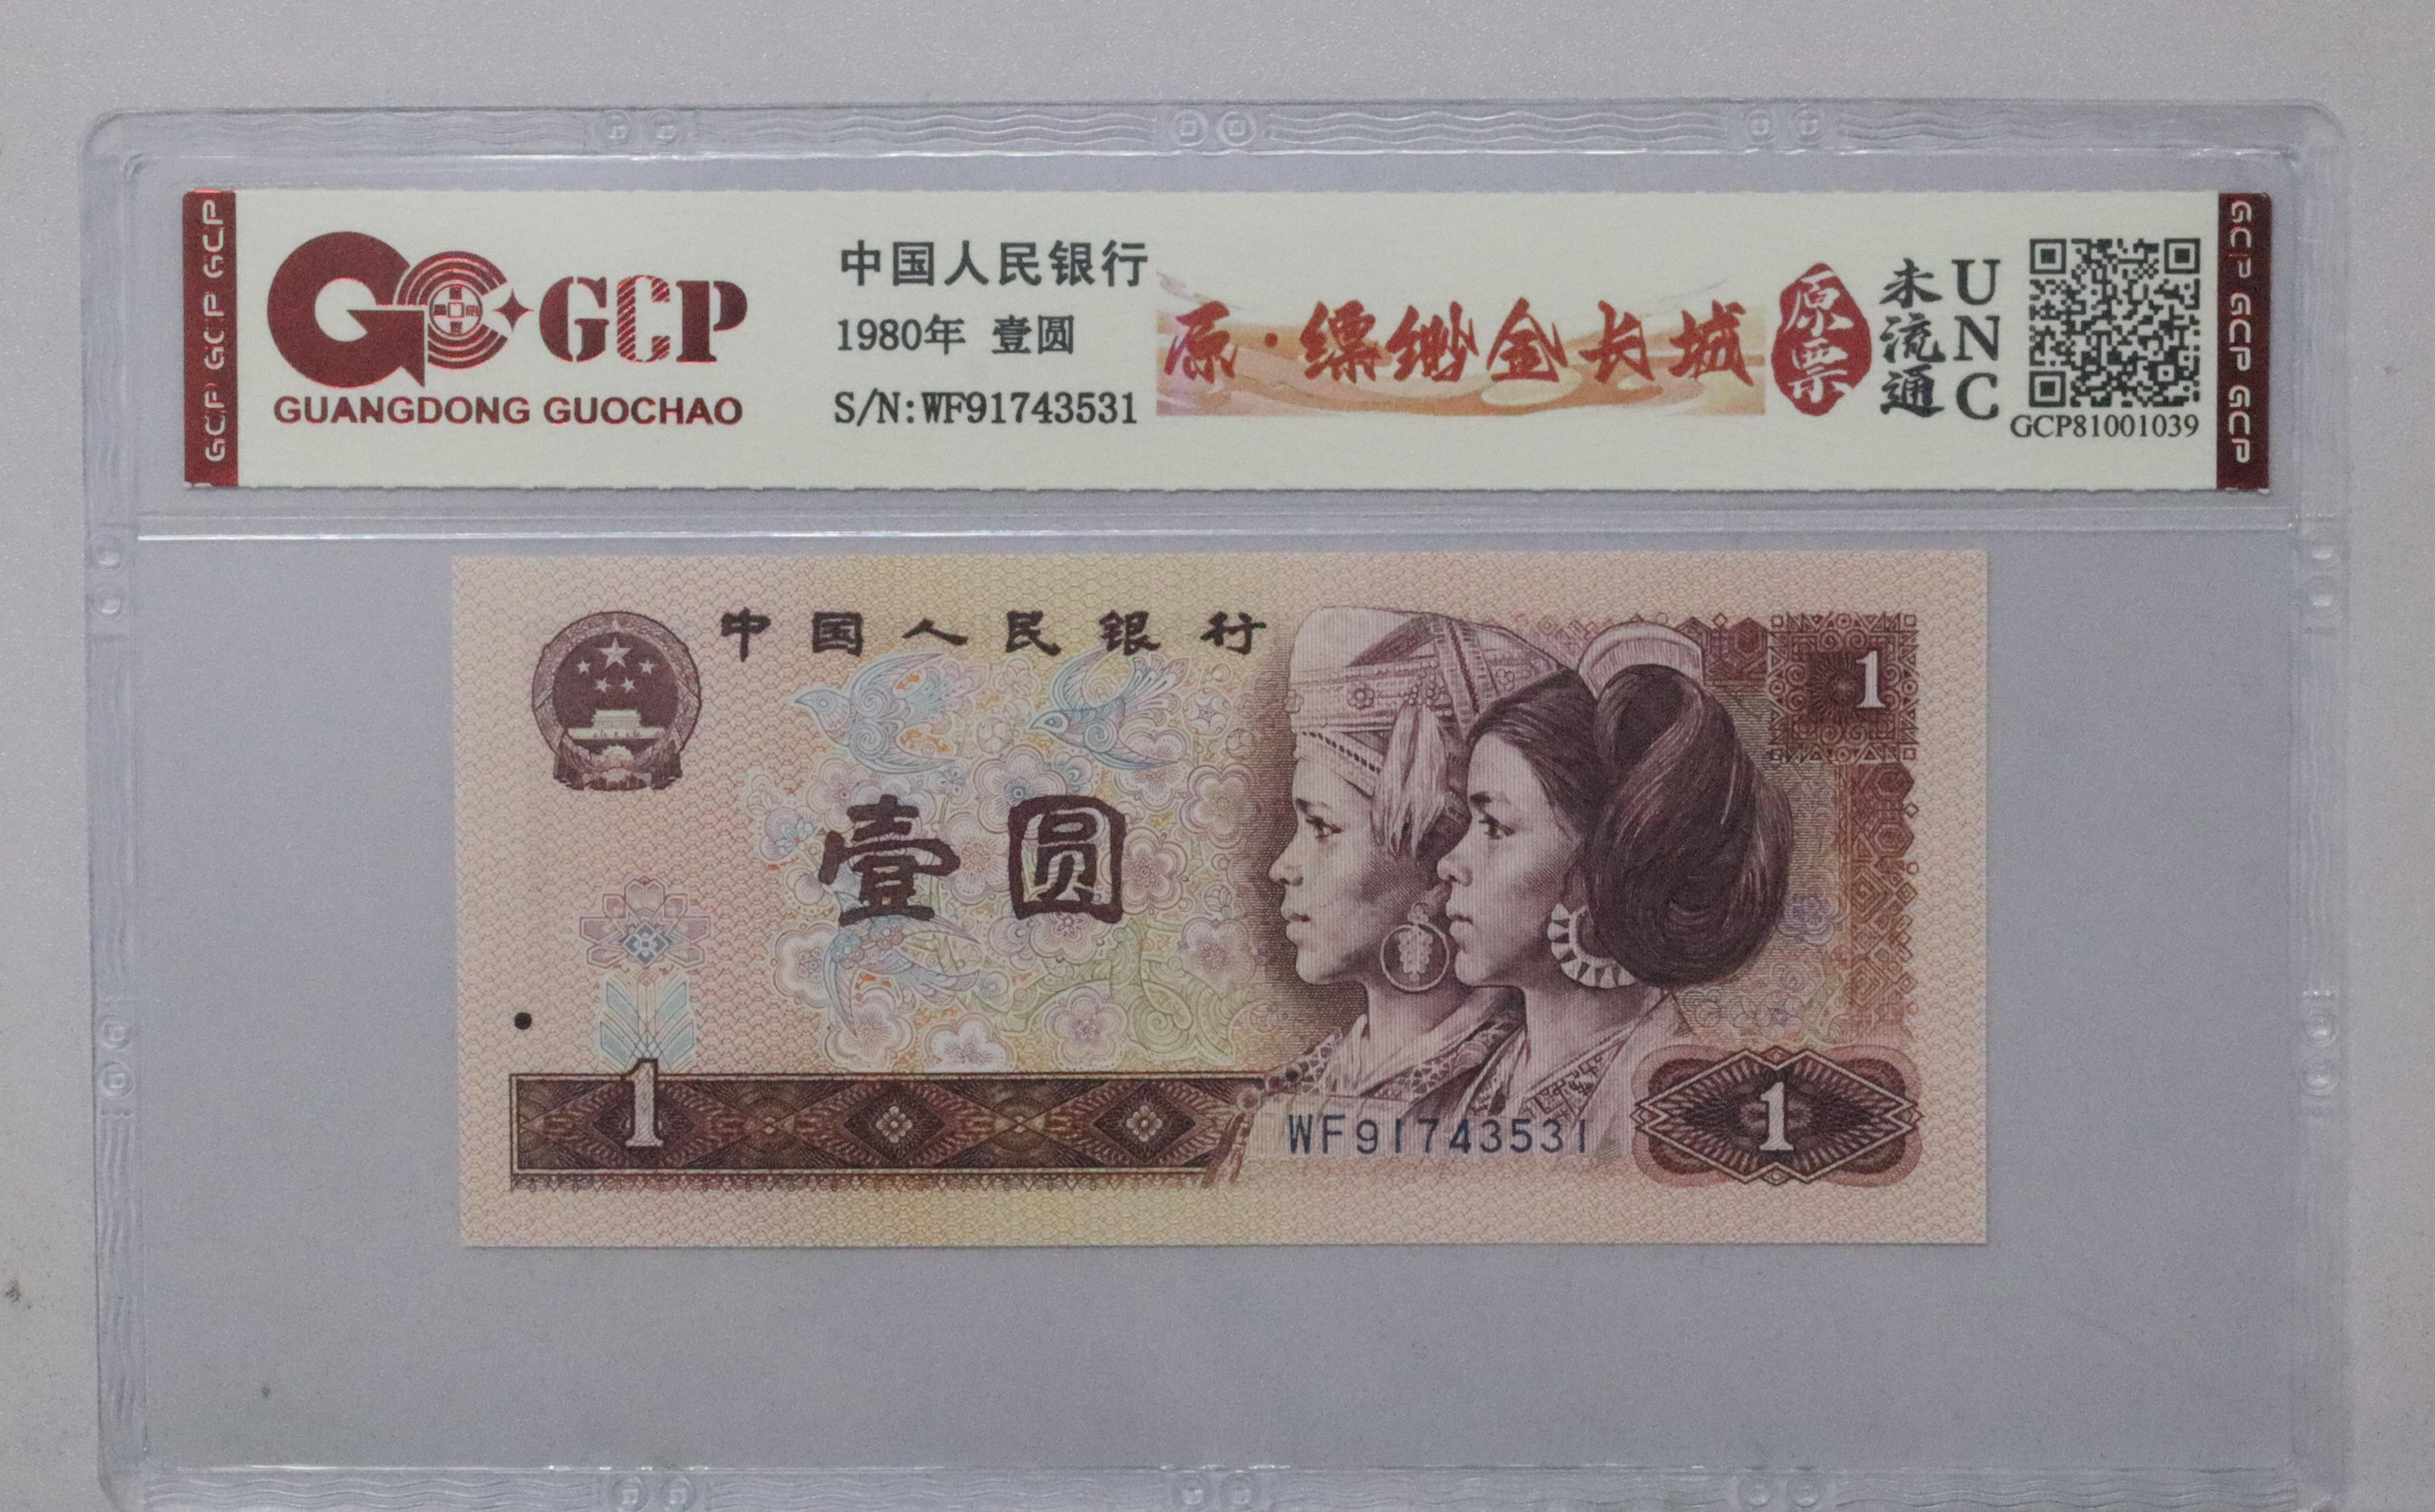 GCP GCP GCP
GCP
GUANGDONG GUOCHAO
中国人民银行
1980年 壹圆
S/N:WF91743531
原·缥缈金长城
原票
未流通
UNC
GCP81001039
GCP GCP GCP
中国人民银行
1
壹圆
1
WF91743531
1